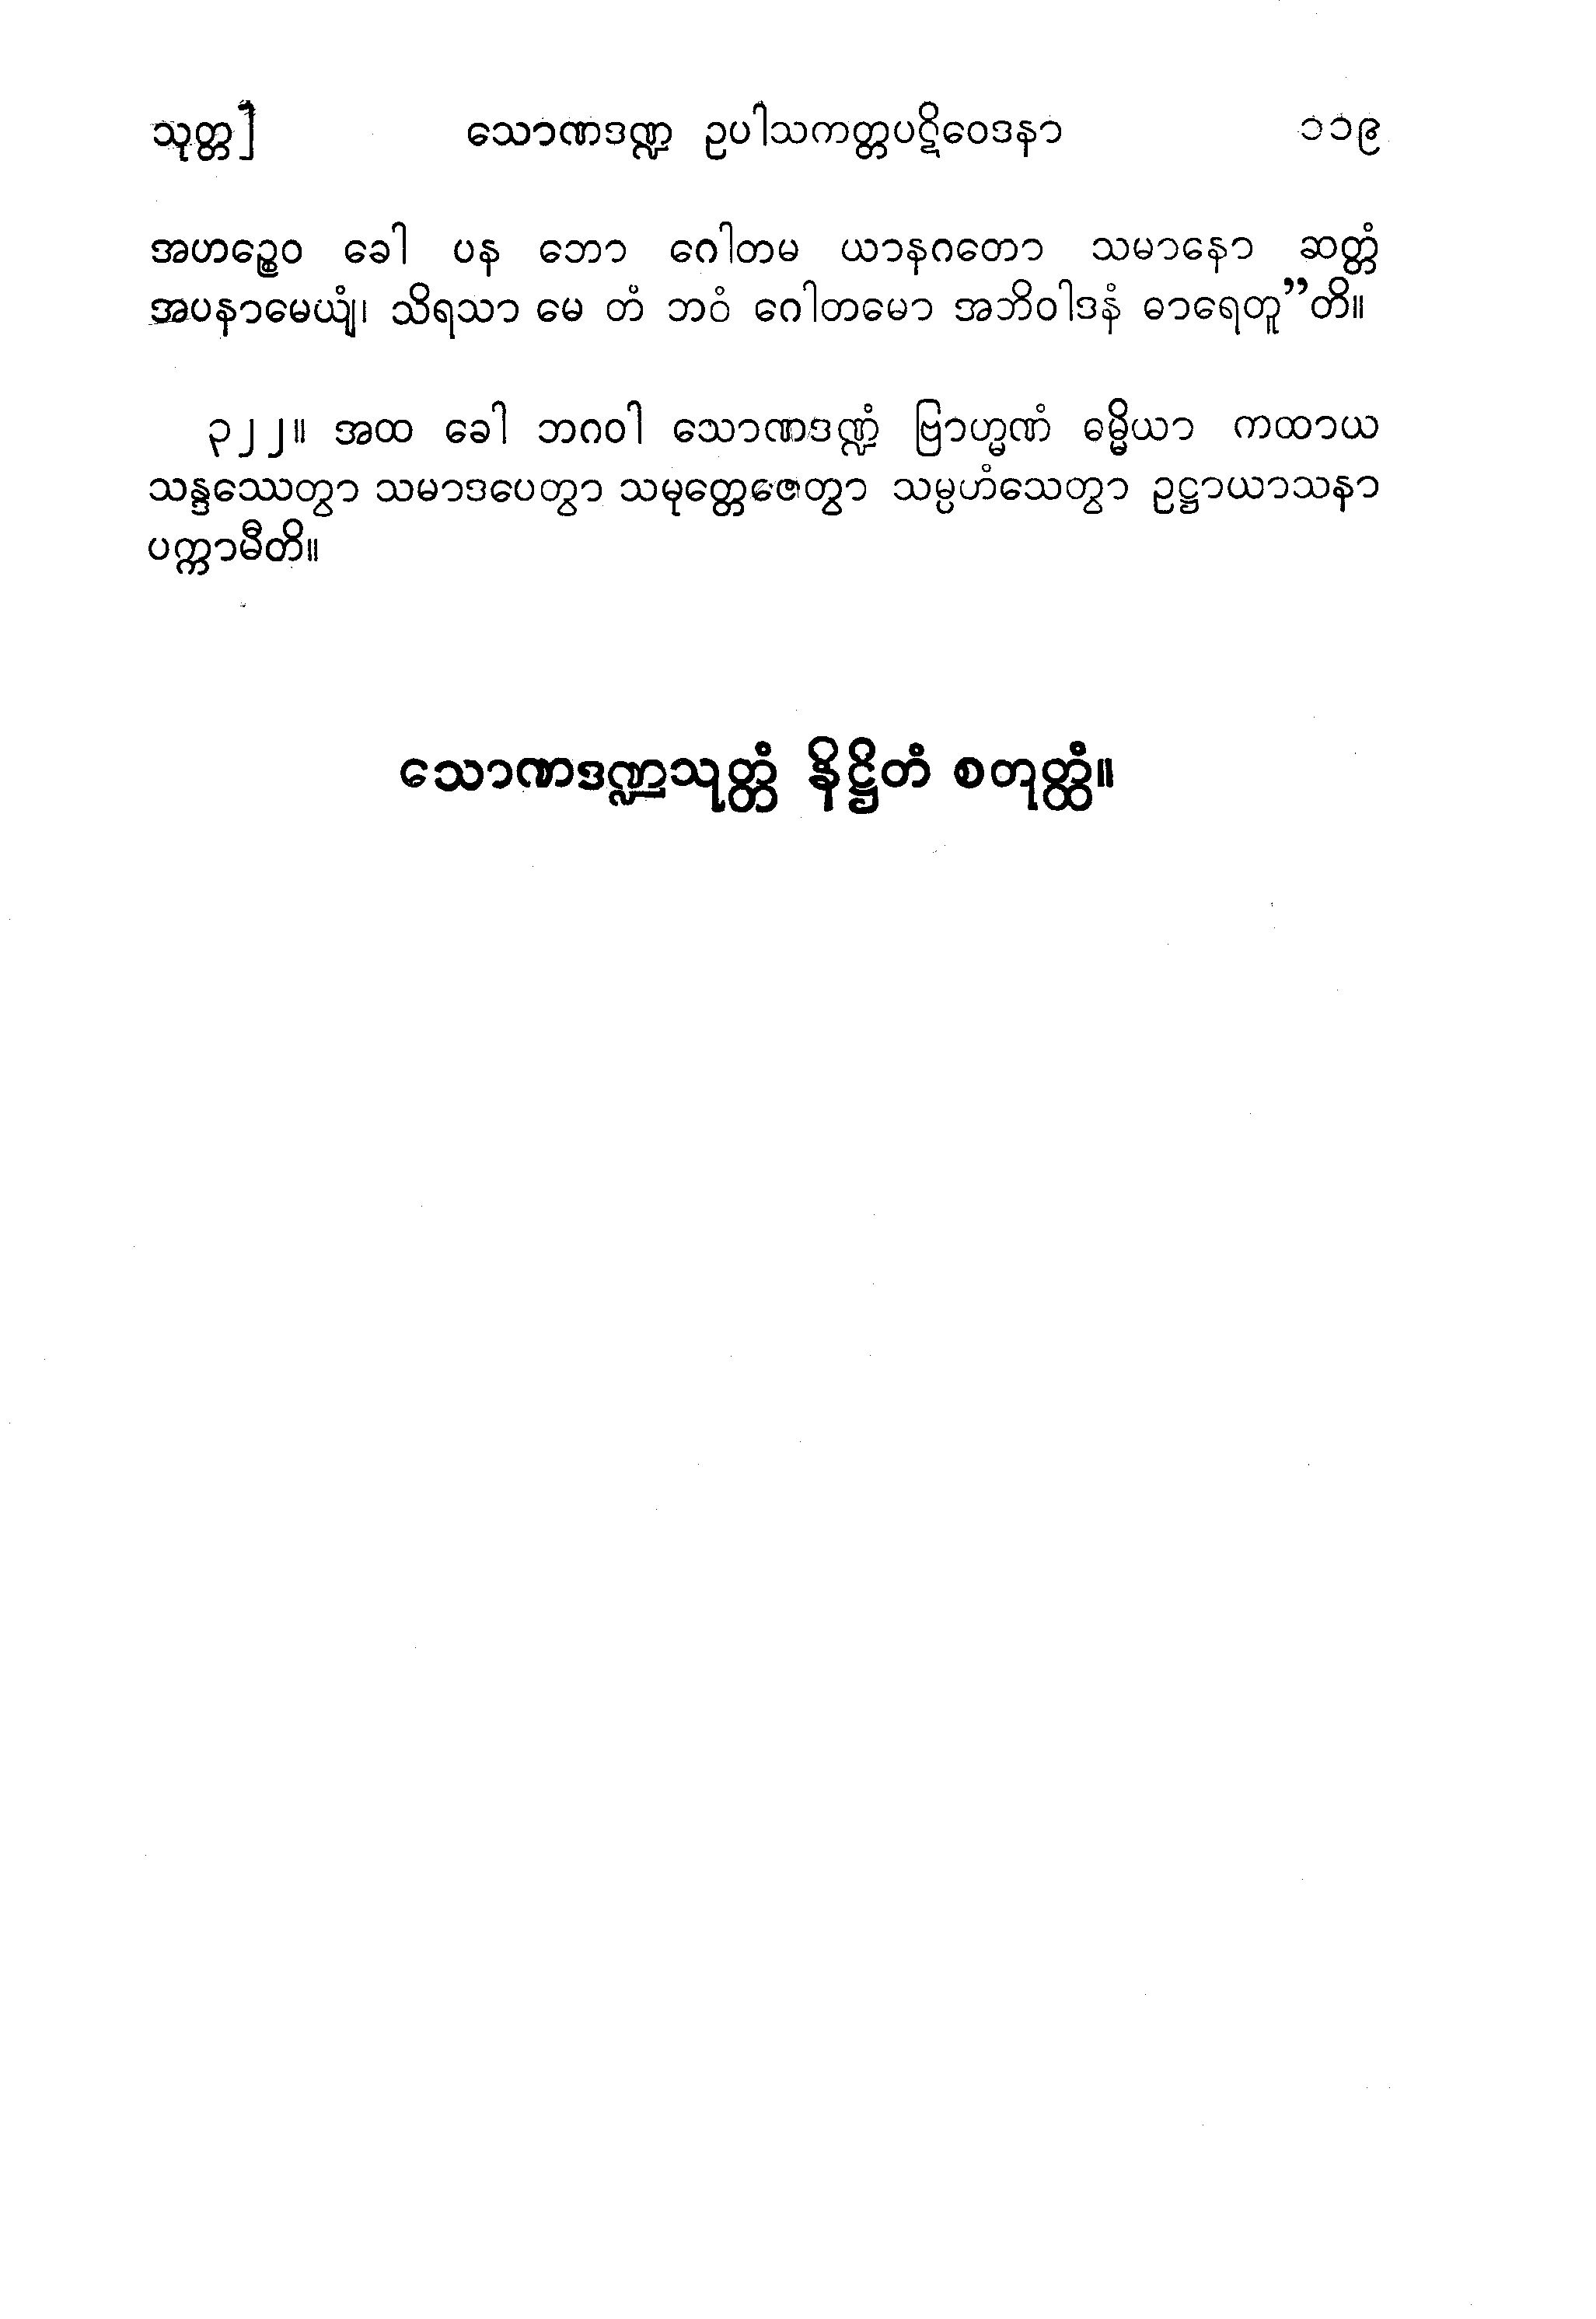 သုတ္တ] သောဏဒဏ္ဍ ဥပါသကတ္တပဋိဝေဒနာ ၁၁၉
အဟဉ္စေဝ ခေါ ပန ဘော ဂေါတမ ယာနဂတော သမာနော ဆတ္တံ
အပနာမေယျံ၊ သိရသာ မေ တံ ဘဝံ ဂေါတမော အဘိဝါဒနံ ဓာရေတူ”တိ။
၃၂၂။ အထ ခေါ ဘဂဝါ သောဏဒဏ္ဍံ ဗြာဟ္မဏံ ဓမ္မိယာ ကထာယ
သန္ဒဿေတွာ သမာဒပေတွာ သမုတ္တေဇေတွာ သမ္ပဟံသေတွာ ဥဋ္ဌာယာသနာ
ပက္ကာမီတိ။
သောဏဒဏ္ဍသုတ္တံ နိဋ္ဌိတံ စတုတ္ထံ။